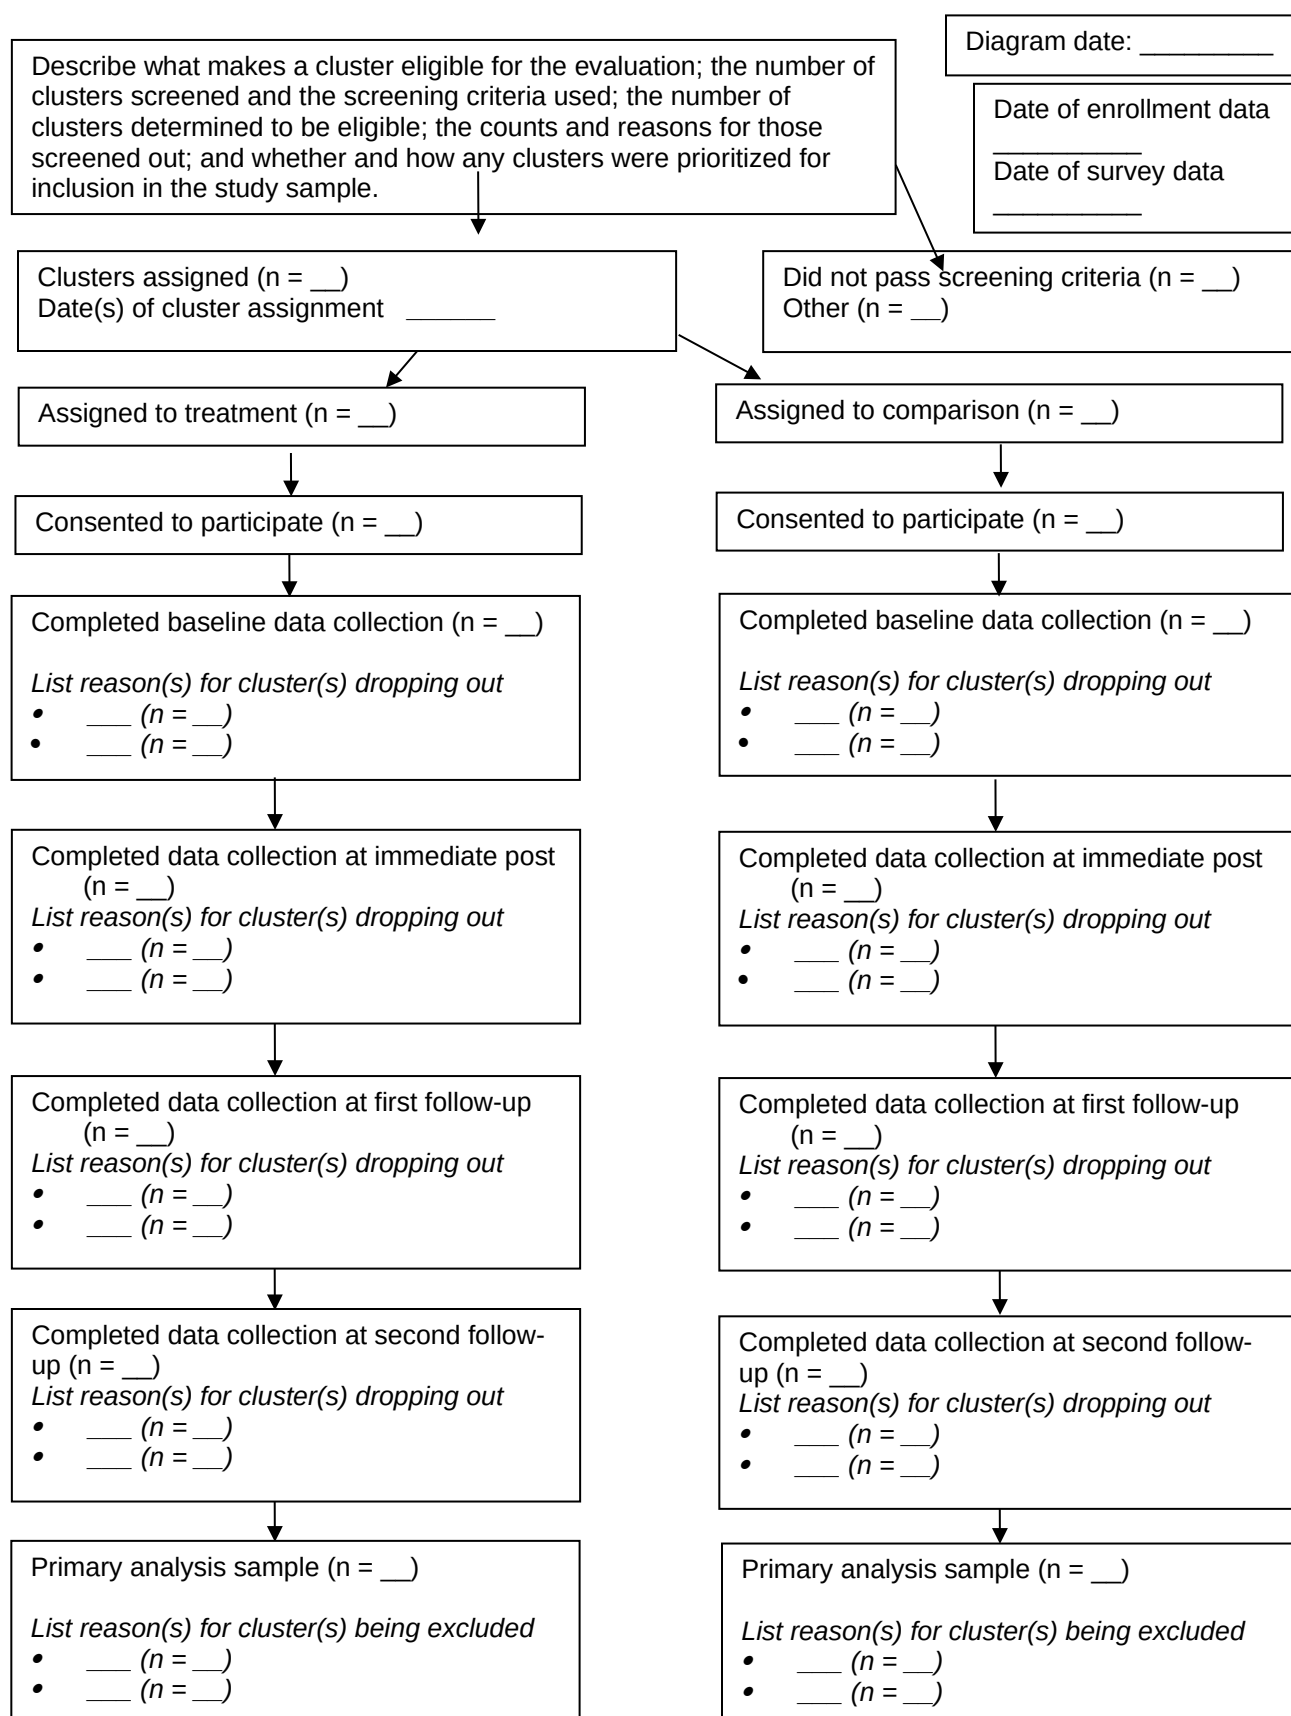 Diagram date: _________
Describe what makes a cluster eligible for the evaluation; the number of
clusters screened and the screening criteria used; the number of
clusters determined to be eligible; the counts and reasons for those
screened out; and whether and how any clusters were prioritized for
inclusion in the study sample.
Date of enrollment data
__________
Date of survey data
__________
Clusters assigned (n = __)
Date(s) of cluster assignment ______
Did not pass screening criteria (n = __)
Other (n = __)
Assigned to treatment (n = __)
Assigned to comparison (n = __)
Consented to participate (n = __)
Consented to participate (n = __)
Completed baseline data collection (n = __)
List reason(s) for cluster(s) dropping out
• ___ (n = __)
• ___ (n = __)
Completed baseline data collection (n = __)
List reason(s) for cluster(s) dropping out
• ___ (n = __)
• ___ (n = __)
Completed data collection at immediate post
(n = __)
List reason(s) for cluster(s) dropping out
• ___ (n = __)
• ___ (n = __)
Completed data collection at immediate post
(n = __)
List reason(s) for cluster(s) dropping out
• ___ (n = __)
• ___ (n = __)
Completed data collection at first follow-up
(n = __)
List reason(s) for cluster(s) dropping out
• ___ (n = __)
• ___ (n = __)
Completed data collection at first follow-up
(n = __)
List reason(s) for cluster(s) dropping out
• ___ (n = __)
• ___ (n = __)
Completed data collection at second follow-
up (n = __)
List reason(s) for cluster(s) dropping out
• ___ (n = __)
• ___ (n = __)
Completed data collection at second follow-
up (n = __)
List reason(s) for cluster(s) dropping out
• ___ (n = __)
• ___ (n = __)
Primary analysis sample (n = __)
List reason(s) for cluster(s) being excluded
• ___ (n = __)
• ___ (n = __)
Primary analysis sample (n = __)
List reason(s) for cluster(s) being excluded
• ___ (n = __)
• ___ (n = __)